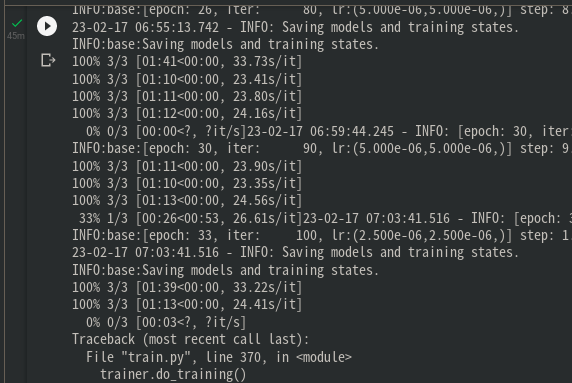 INFO:base:[epoch: 26, iter: 80, lr:(5.000e-06,5.000e-06,)] step: 8
23-02-17 06:55:13.742 - INFO: Saving models and training states.
INFO:base:Saving models and training states.
45m
100% 3/3 [01:41<00:00, 33.73s/it]
100% 3/3 [01:10<00:00, 23.41s/it]
100% 3/3 [01:11<00:00, 23.80s/it]
100% 3/3 [01:12<00:00, 24.16s/it]
0% 0/3 [00:00<?, ?it/s]23-02-17 06:59:44.245 - INFO: [epoch: 30, iter:
INFO:base:[epoch: 30, iter: 90, lr:(5.000e-06,5.000e-06,)] step: 9
100% 3/3 [01:11<00:00, 23.90s/it]
100% 3/3 [01:10<00:00, 23.35s/it]
100% 3/3 [01:13<00:00, 24.56s/it]
33% 1/3 [00:26<00:53, 26.61s/it]23-02-17 07:03:41.516 - INFO: [epoch: 3
INFO:base:[epoch: 33, iter: 100, lr:(2.500e-06,2.500e-06,)] step: 1
23-02-17 07:03:41.516 - INFO: Saving models and training states.
INFO:base:Saving models and training states.
100% 3/3 [01:39<00:00, 33.22s/it]
100% 3/3 [01:13<00:00, 24.41s/it]
0% 0/3 [00:03<?, ?it/s]
Traceback (most recent call last):
File "train.py", line 370, in <module>
trainer.do_training()